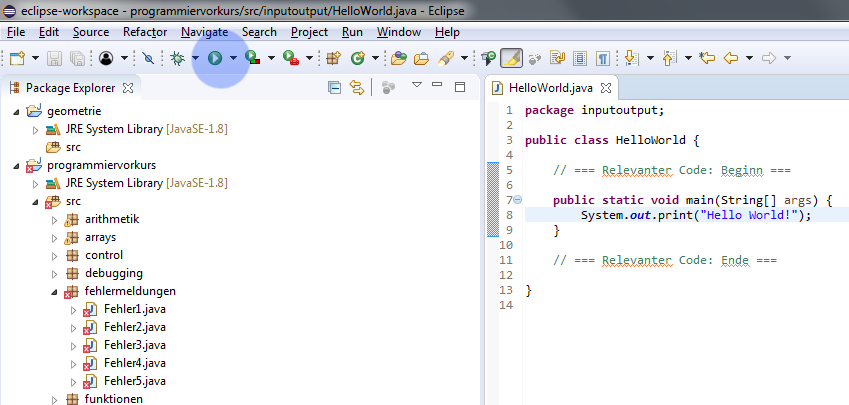 eclipse-workspace - programmiervorkurs/src/inputoutput/HelloWorld.java - Eclipse
File Edit Source Refactor Navigate Search Project Run Window Help
Package Explorer
geometrie
JRE System Library [JavaSE-1.8]
src
programmiervorkurs
JRE System Library [JavaSE-1.8]
src
arithmetik
arrays
control
debugging
fehlermeldungen
Fehler1.java
Fehler2.java
Fehler3.java
Fehler4.java
Fehler5.java
funktionen
HelloWorld.java
1 package inputoutput;
2
3 public class HelloWorld {
4
5 // === Relevanter Code: Beginn ===
6
7 public static void main(String[] args) {
8 System.out.print("Hello World!");
9 }
10
11 // === Relevanter Code: Ende ===
12
13 }
14